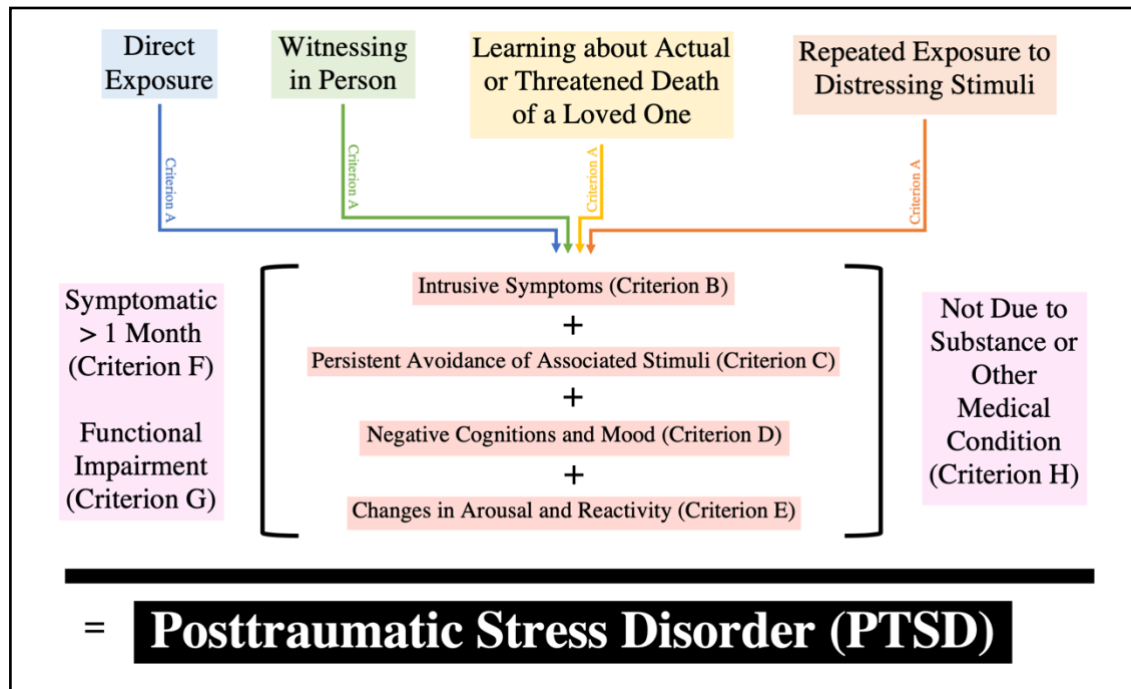 Direct
Exposure
Witnessing
in Person
Learning about Actual
or Threatened Death
of a Loved One
Repeated Exposure to
Distressing Stimuli
Criterion A
Criterion A
Criterion A
Criterion A
Symptomatic
> 1 Month
(Criterion F)
Functional
Impairment
(Criterion G)
Intrusive Symptoms (Criterion B)
+
Persistent Avoidance of Associated Stimuli (Criterion C)
+
Negative Cognitions and Mood (Criterion D)
+
Changes in Arousal and Reactivity (Criterion E)
Not Due to
Substance or
Other
Medical
Condition
(Criterion H)
= Posttraumatic Stress Disorder (PTSD)